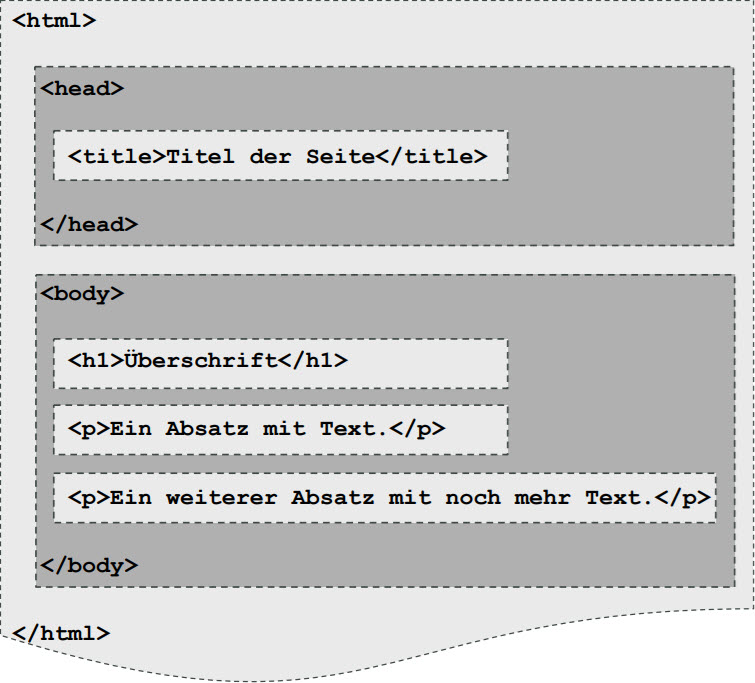 <html>
<head>
<title>Titel der Seite</title>
</head>
<body>
<h1>Überschrift</h1>
<p>Ein Absatz mit Text.</p>
<p>Ein weiterer Absatz mit noch mehr Text.</p>
</body>
</html>